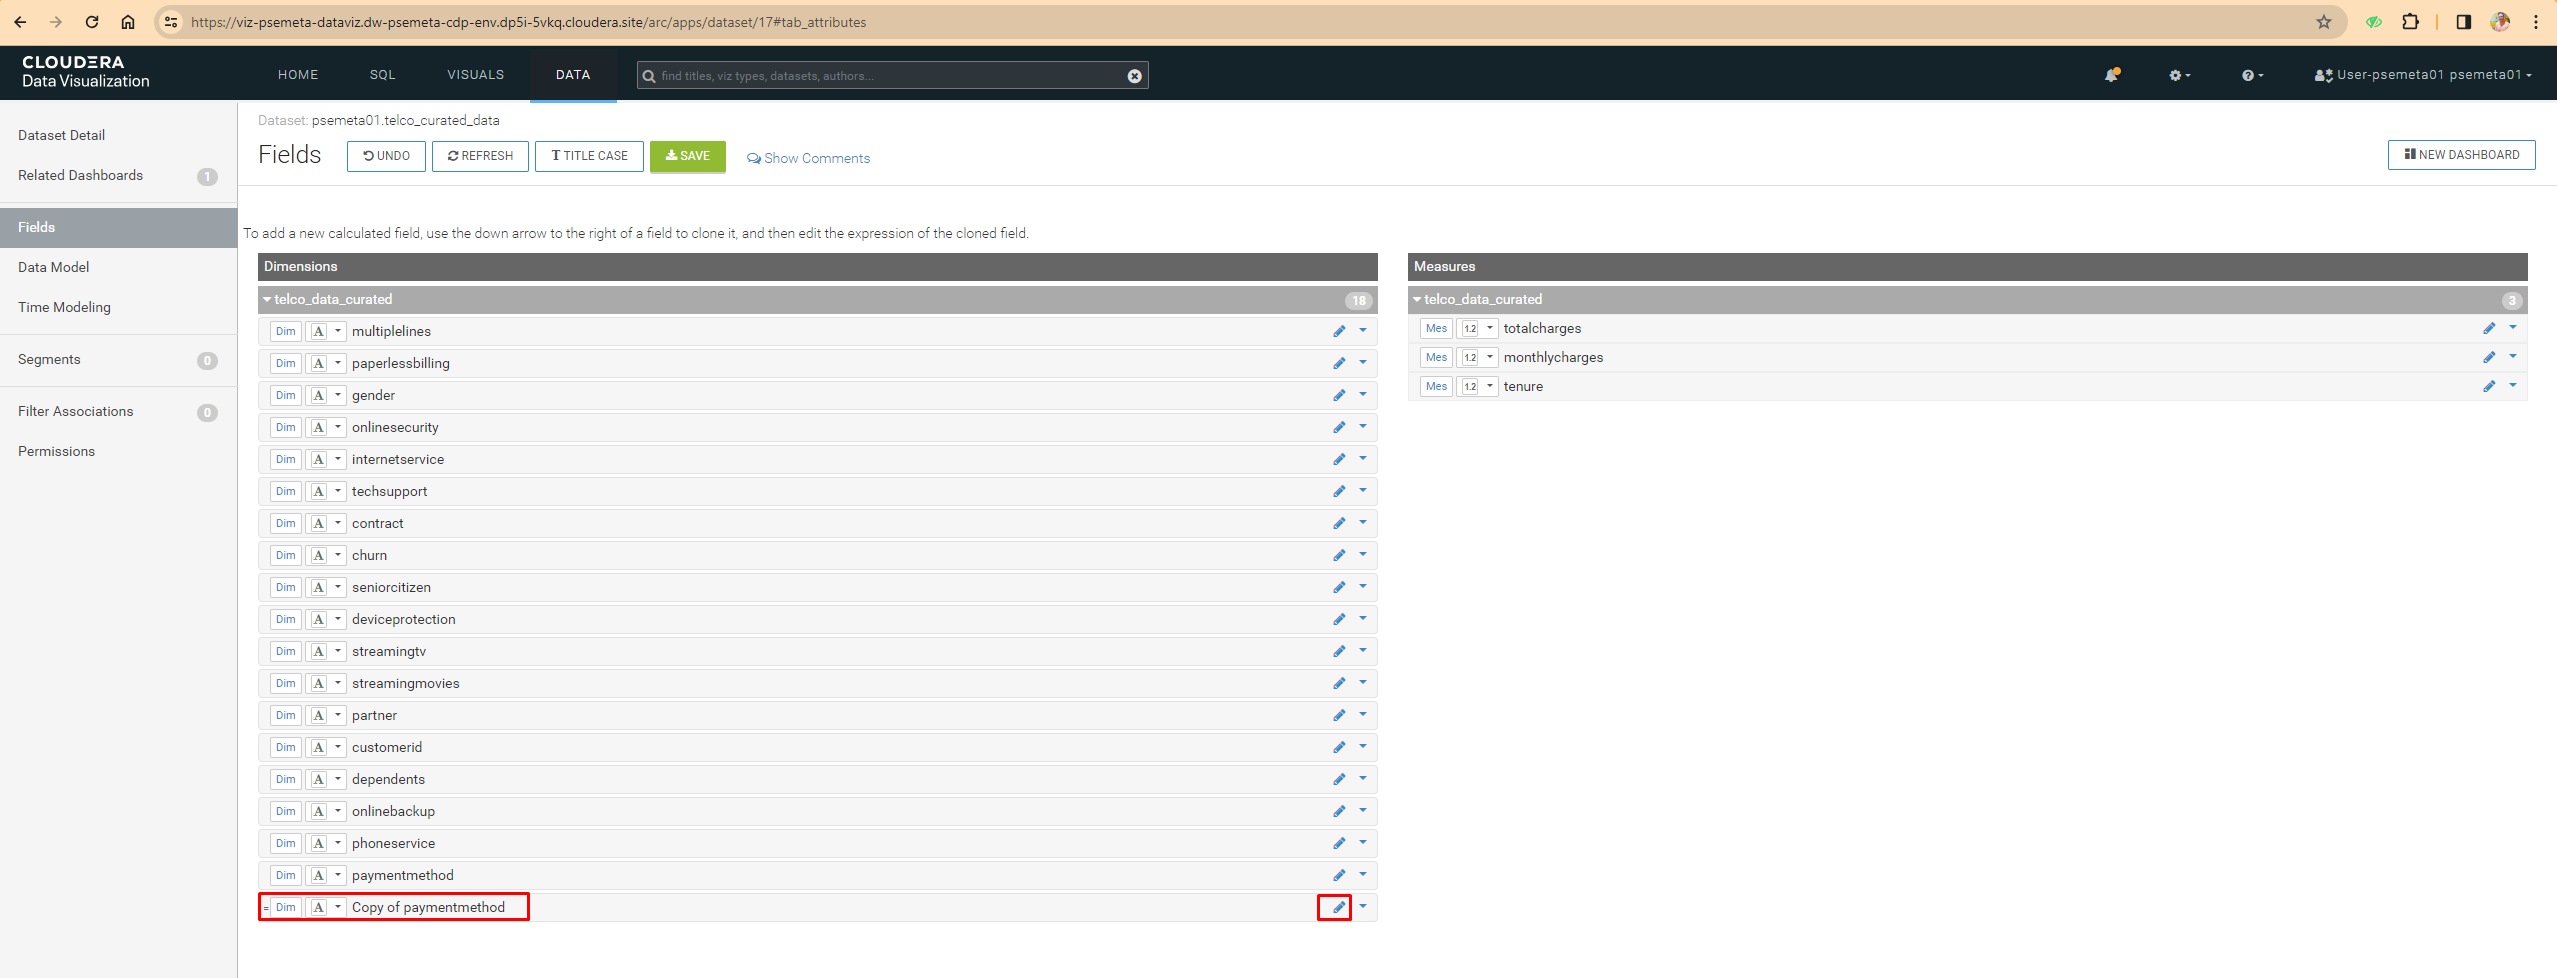 https://viz-psemeta-dataviz.dw-psemeta-cdp-env.dp5i-5vkq.cloudera.site/arc/apps/dataset/17#tab_attributes
CLOUDERA
Data Visualization
HOME
SQL
VISUALS
DATA
find titles, viz types, datasets, authors...
User-psemeta01 psemeta01
Dataset Detail
Related Dashboards 1
Fields
Data Model
Time Modeling
Segments 0
Filter Associations 0
Permissions
Dataset: psemeta01.telco_curated_data
Fields
UNDO
REFRESH
TITLE CASE
SAVE
Show Comments
NEW DASHBOARD
To add a new calculated field, use the down arrow to the right of a field to clone it, and then edit the expression of the cloned field.
Dimensions
telco_data_curated 18
Dim A multiplelines
Dim A paperlessbilling
Dim A gender
Dim A onlinesecurity
Dim A internetservice
Dim A techsupport
Dim A contract
Dim A churn
Dim A seniorcitizen
Dim A deviceprotection
Dim A streamingtv
Dim A streamingmovies
Dim A partner
Dim A customerid
Dim A dependents
Dim A onlinebackup
Dim A phoneservice
Dim A paymentmethod
= Dim A Copy of paymentmethod
Measures
telco_data_curated 3
Mes 1.2 totalcharges
Mes 1.2 monthlycharges
Mes 1.2 tenure